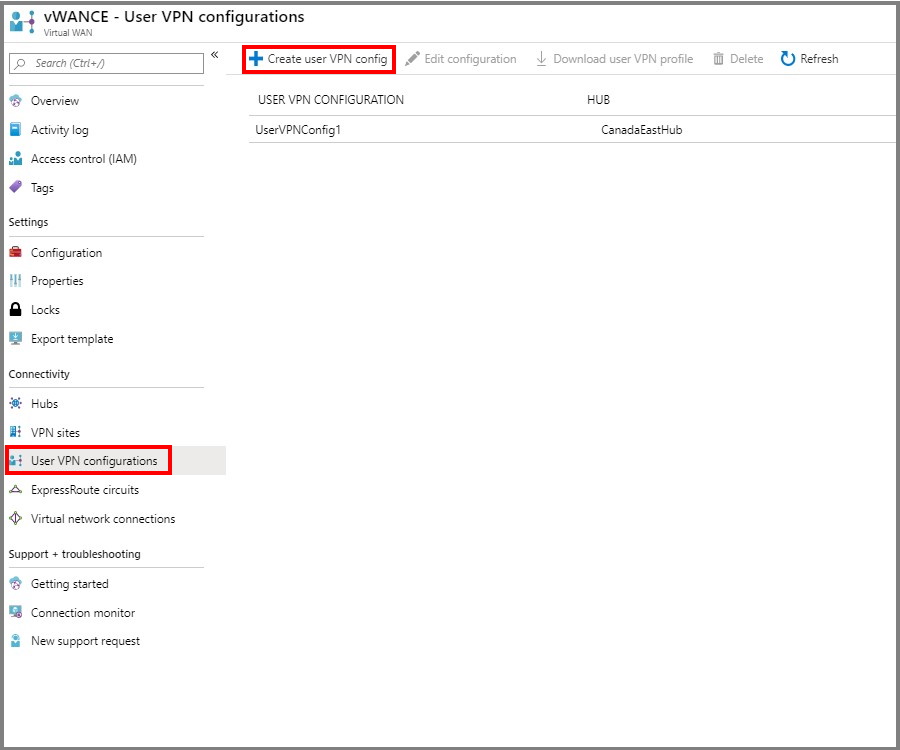 vWANCE - User VPN configurations
Virtual WAN
Search (Ctrl+/)
«
Create user VPN config
Edit configuration
Download user VPN profile
Delete
Refresh
USER VPN CONFIGURATION
HUB
UserVPNConfig1
CanadaEastHub
Overview
Activity log
Access control (IAM)
Tags
Settings
Configuration
Properties
Locks
Export template
Connectivity
Hubs
VPN sites
User VPN configurations
ExpressRoute circuits
Virtual network connections
Support + troubleshooting
Getting started
Connection monitor
New support request